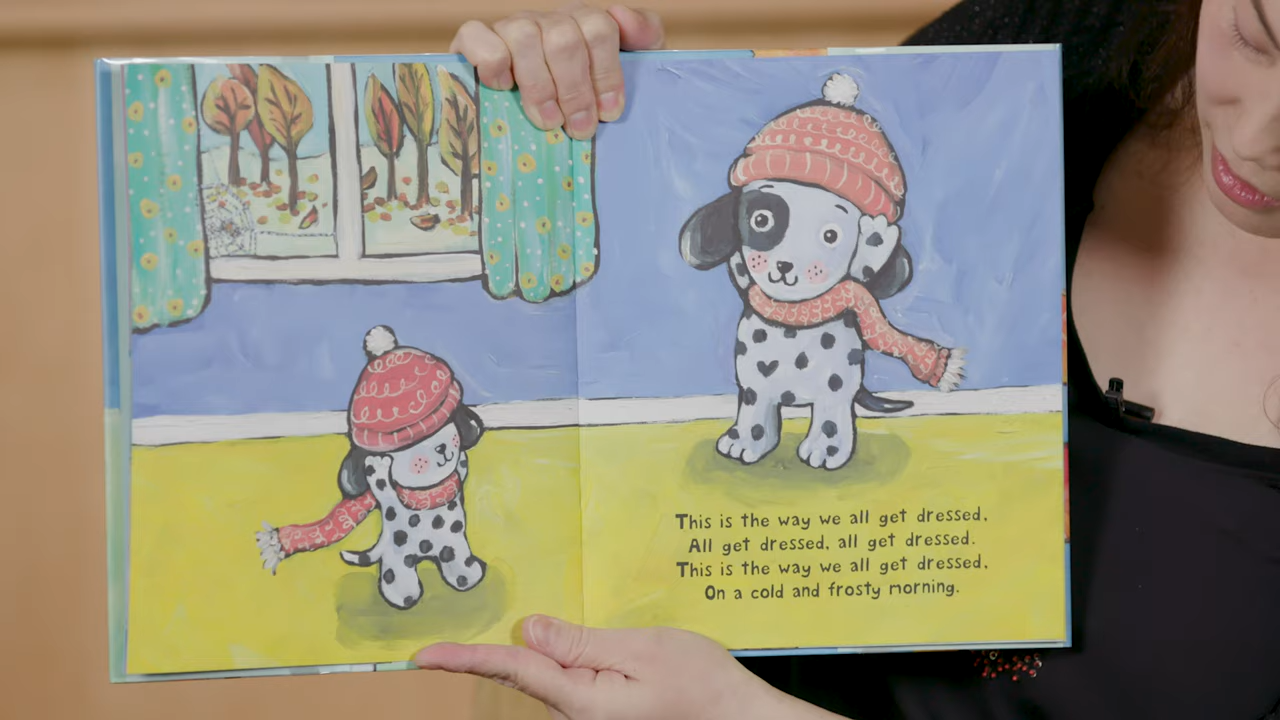 This is the way we all get dressed,
All get dressed, all get dressed.
This is the way we all get dressed,
On a cold and frosty morning.